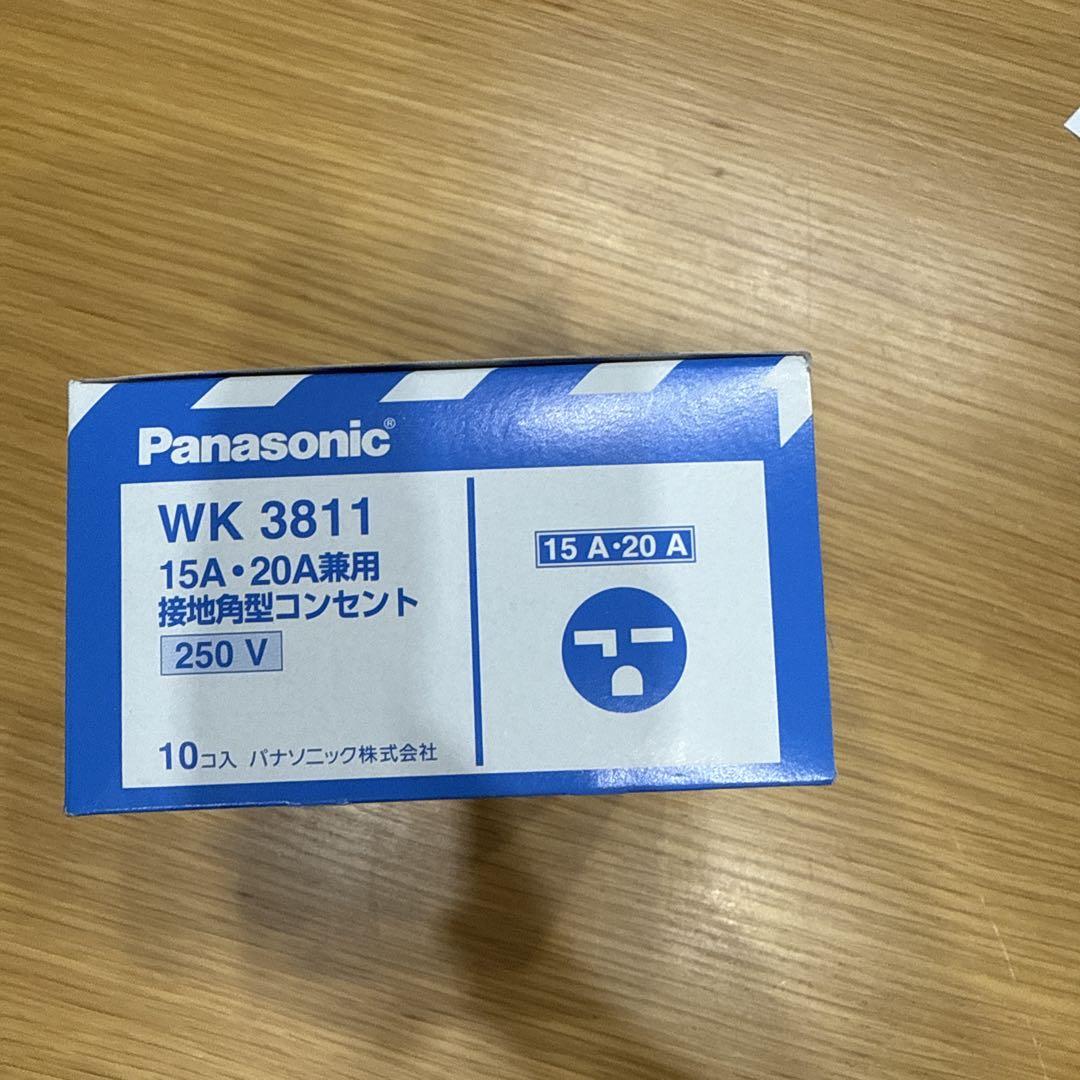 Panasonic®
WK 3811
15A・20A兼用
接地角型コンセント
250 V
10コ入 パナソニック株式会社
15 A・20 A